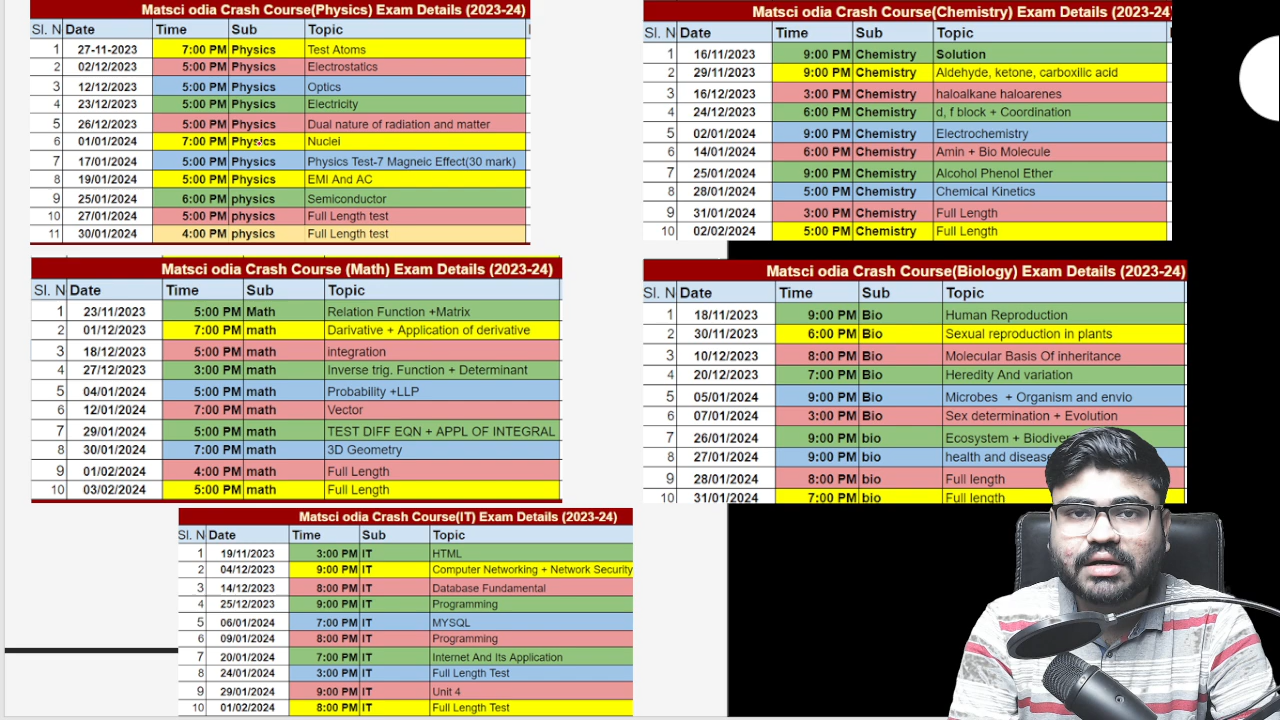 Matsci odia Crash Course(Physics) Exam Details (2023-24)
Sl. N Date Time Sub Topic
1 27-11-2023 7:00 PM Physics Test Atoms
2 02/12/2023 5:00 PM Physics Electrostatics
3 12/12/2023 5:00 PM Physics Optics
4 23/12/2023 5:00 PM Physics Electricity
5 26/12/2023 5:00 PM Physics Dual nature of radiation and matter
6 01/01/2024 7:00 PM Physics Nuclei
7 17/01/2024 5:00 PM Physics Physics Test-7 Magneic Effect(30 mark)
8 19/01/2024 5:00 PM Physics EMI And AC
9 25/01/2024 6:00 PM physics Semiconductor
10 27/01/2024 5:00 PM physics Full Length test
11 30/01/2024 4:00 PM physics Full Length test
Matsci odia Crash Course(Chemistry) Exam Details (2023-24)
Sl. N Date Time Sub Topic
1 16/11/2023 9:00 PM Chemistry Solution
2 29/11/2023 9:00 PM Chemistry Aldehyde, ketone, carboxilic acid
3 16/12/2023 3:00 PM Chemistry haloalkane haloarenes
4 24/12/2023 6:00 PM Chemistry d, f block + Coordination
5 02/01/2024 9:00 PM Chemistry Electrochemistry
6 14/01/2024 6:00 PM Chemistry Amin + Bio Molecule
7 25/01/2024 9:00 PM Chemistry Alcohol Phenol Ether
8 28/01/2024 5:00 PM Chemistry Chemical Kinetics
9 31/01/2024 3:00 PM Chemistry Full Length
10 02/02/2024 5:00 PM Chemistry Full Length
Matsci odia Crash Course (Math) Exam Details (2023-24)
Sl. N Date Time Sub Topic
1 23/11/2023 5:00 PM Math Relation Function +Matrix
2 01/12/2023 7:00 PM math Darivative + Application of derivative
3 18/12/2023 5:00 PM math integration
4 27/12/2023 3:00 PM math Inverse trig. Function + Determinant
5 04/01/2024 5:00 PM math Probability +LLP
6 12/01/2024 7:00 PM math Vector
7 29/01/2024 5:00 PM math TEST DIFF EQN + APPL OF INTEGRAL
8 30/01/2024 7:00 PM math 3D Geometry
9 01/02/2024 4:00 PM math Full Length
10 03/02/2024 5:00 PM math Full Length
Matsci odia Crash Course(Biology) Exam Details (2023-24)
Sl. N Date Time Sub Topic
1 18/11/2023 9:00 PM Bio Human Reproduction
2 30/11/2023 6:00 PM Bio Sexual reproduction in plants
3 10/12/2023 8:00 PM Bio Molecular Basis Of inheritance
4 20/12/2023 7:00 PM Bio Heredity And variation
5 05/01/2024 9:00 PM Bio Microbes + Organism and envio
6 07/01/2024 3:00 PM Bio Sex determination + Evolution
7 26/01/2024 9:00 PM bio Ecosystem + Biodiver
8 27/01/2024 9:00 PM bio health and disease
9 28/01/2024 8:00 PM bio Full length
10 31/01/2024 7:00 PM bio Full length
Matsci odia Crash Course(IT) Exam Details (2023-24)
Sl. N Date Time Sub Topic
1 19/11/2023 3:00 PM IT HTML
2 04/12/2023 9:00 PM IT Computer Networking + Network Security
3 14/12/2023 8:00 PM IT Database Fundamental
4 25/12/2023 9:00 PM IT Programming
5 06/01/2024 7:00 PM IT MYSQL
6 09/01/2024 8:00 PM IT Programming
7 20/01/2024 7:00 PM IT Internet And Its Application
8 24/01/2024 3:00 PM IT Full Length Test
9 29/01/2024 9:00 PM IT Unit 4
10 01/02/2024 8:00 PM IT Full Length Test